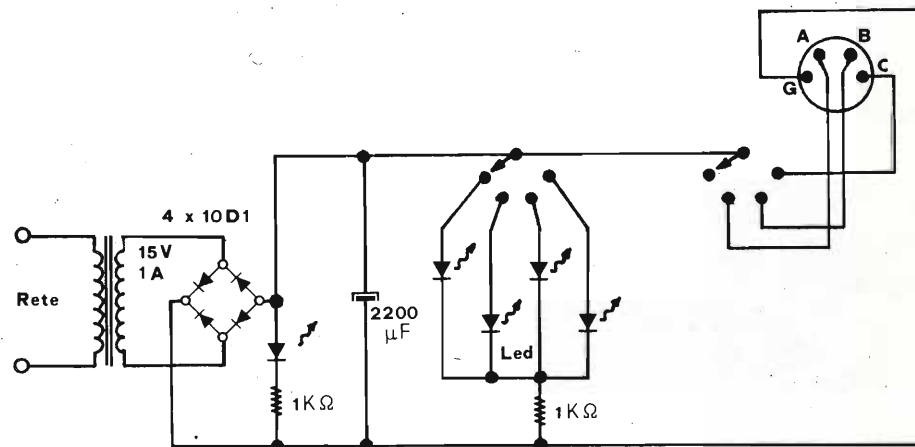 A
B
G
C
4 x 10D1
15V
1A
Rete
2200
µF
Led
1KΩ
1KΩ